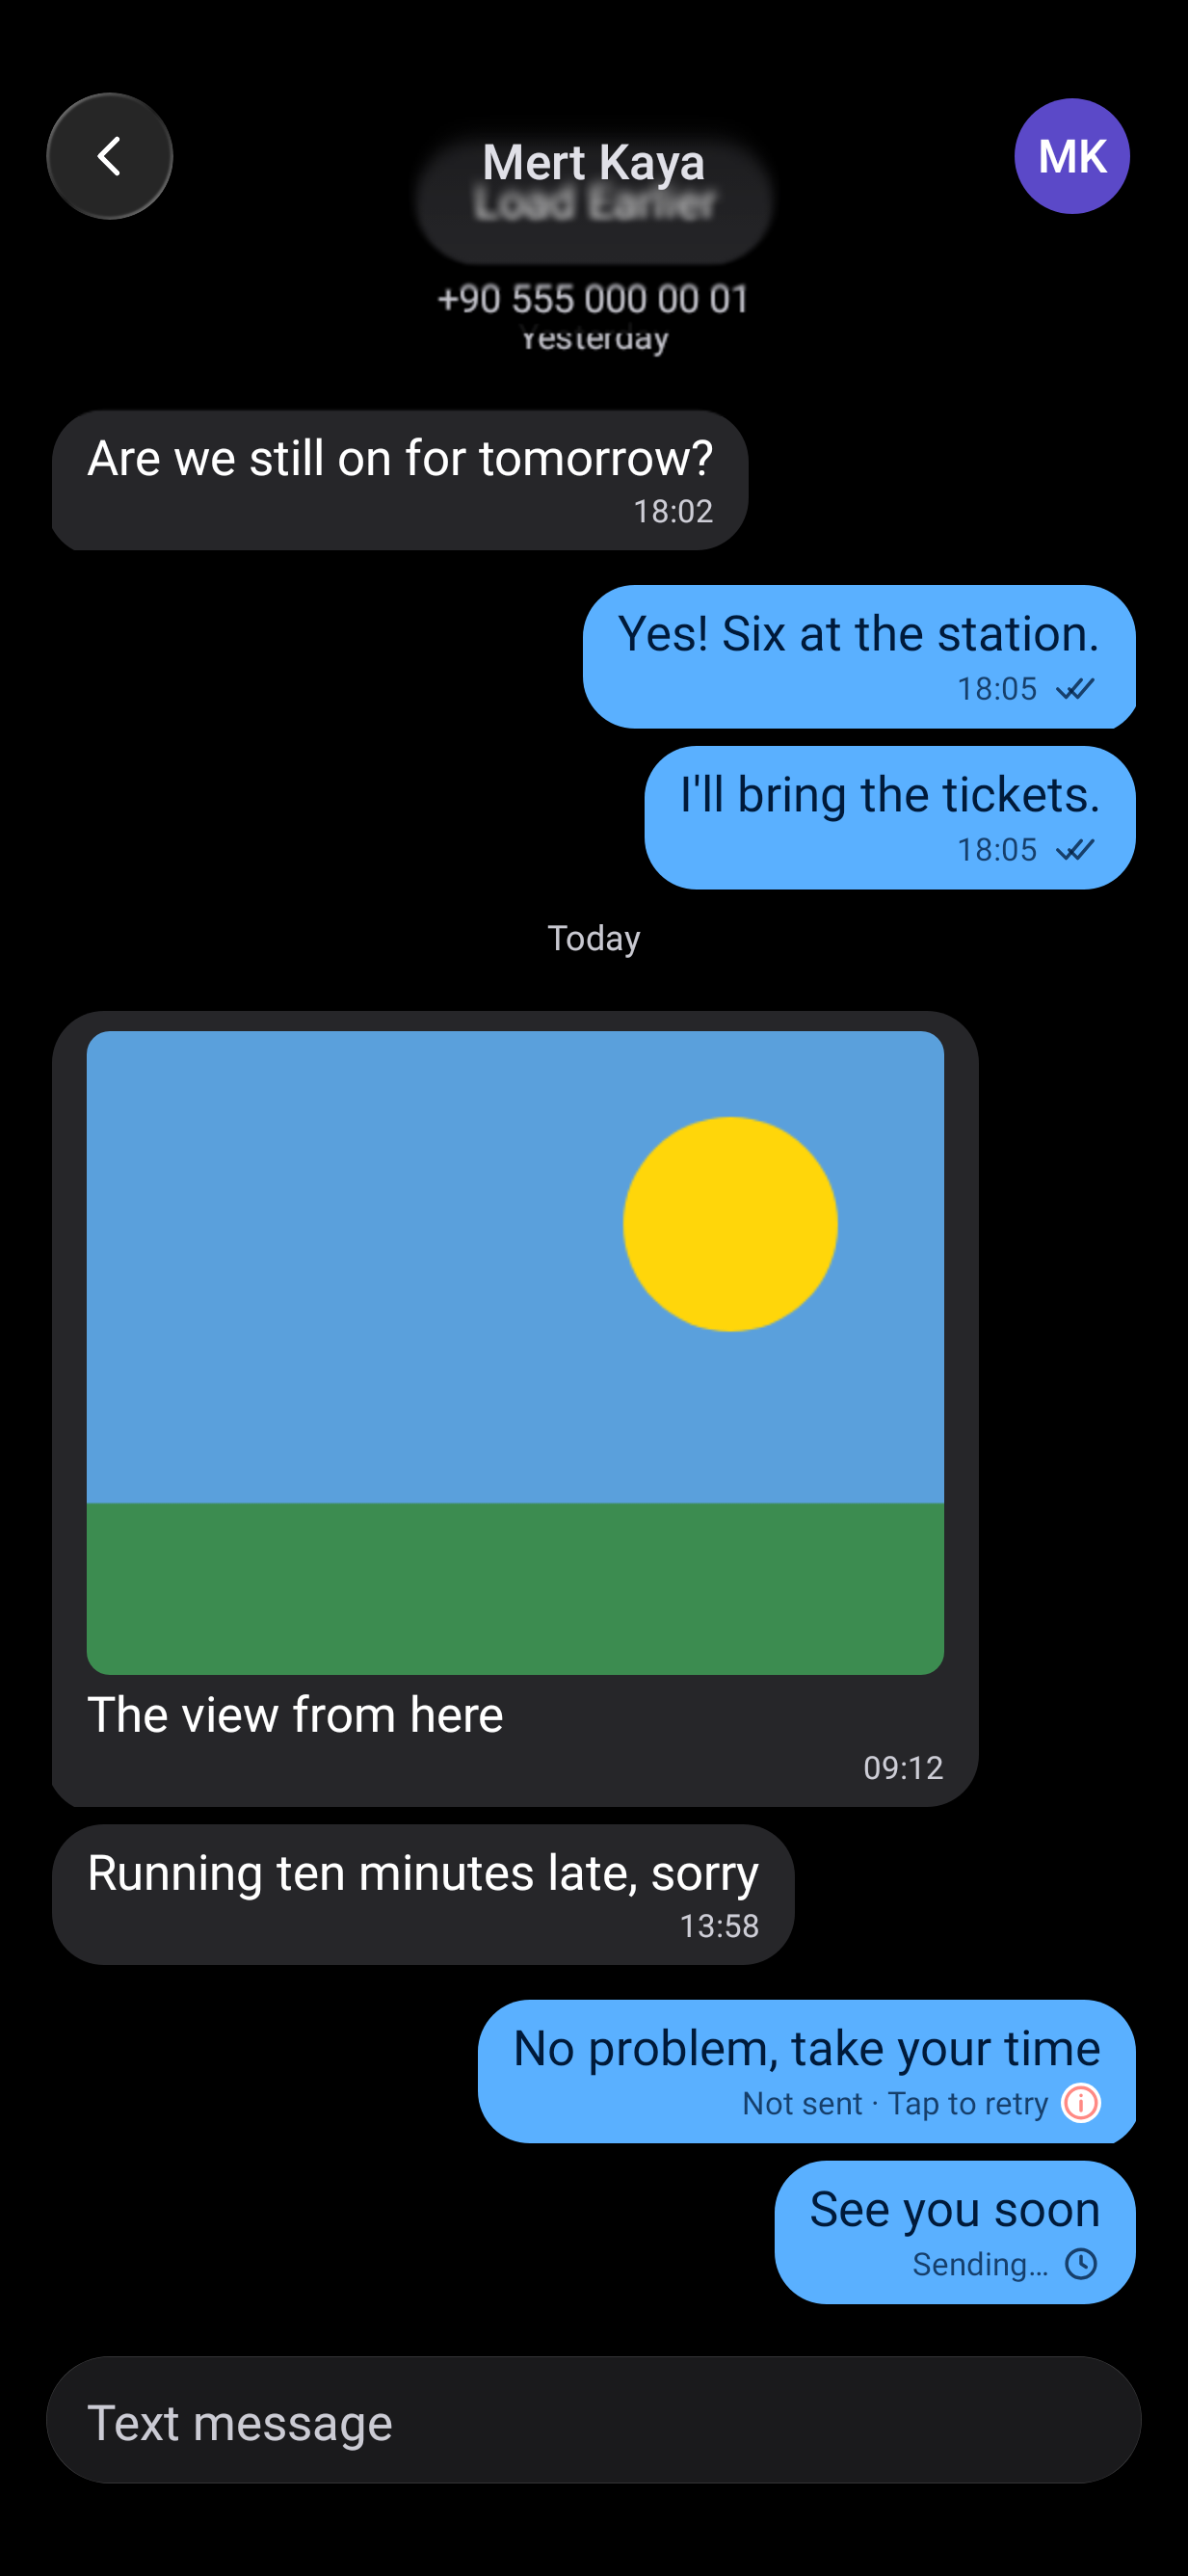 Mert Kaya
MK
Load Earlier
+90 555 000 00 01
Yesterday
Are we still on for tomorrow?
18:02
Yes! Six at the station.
18:05
I'll bring the tickets.
18:05
Today
The view from here
09:12
Running ten minutes late, sorry
13:58
No problem, take your time
Not sent · Tap to retry
See you soon
Sending…
Text message